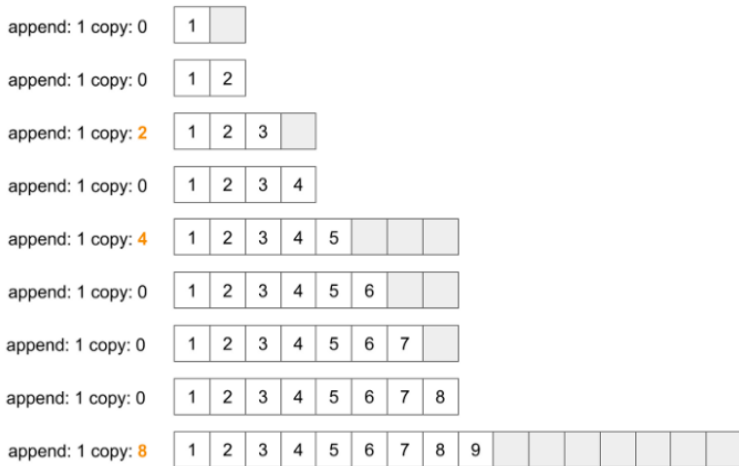 append: 1 copy: 0 1
append: 1 copy: 0 1 2
append: 1 copy: 2 1 2 3
append: 1 copy: 0 1 2 3 4
append: 1 copy: 4 1 2 3 4 5
append: 1 copy: 0 1 2 3 4 5 6
append: 1 copy: 0 1 2 3 4 5 6 7
append: 1 copy: 0 1 2 3 4 5 6 7 8
append: 1 copy: 8 1 2 3 4 5 6 7 8 9